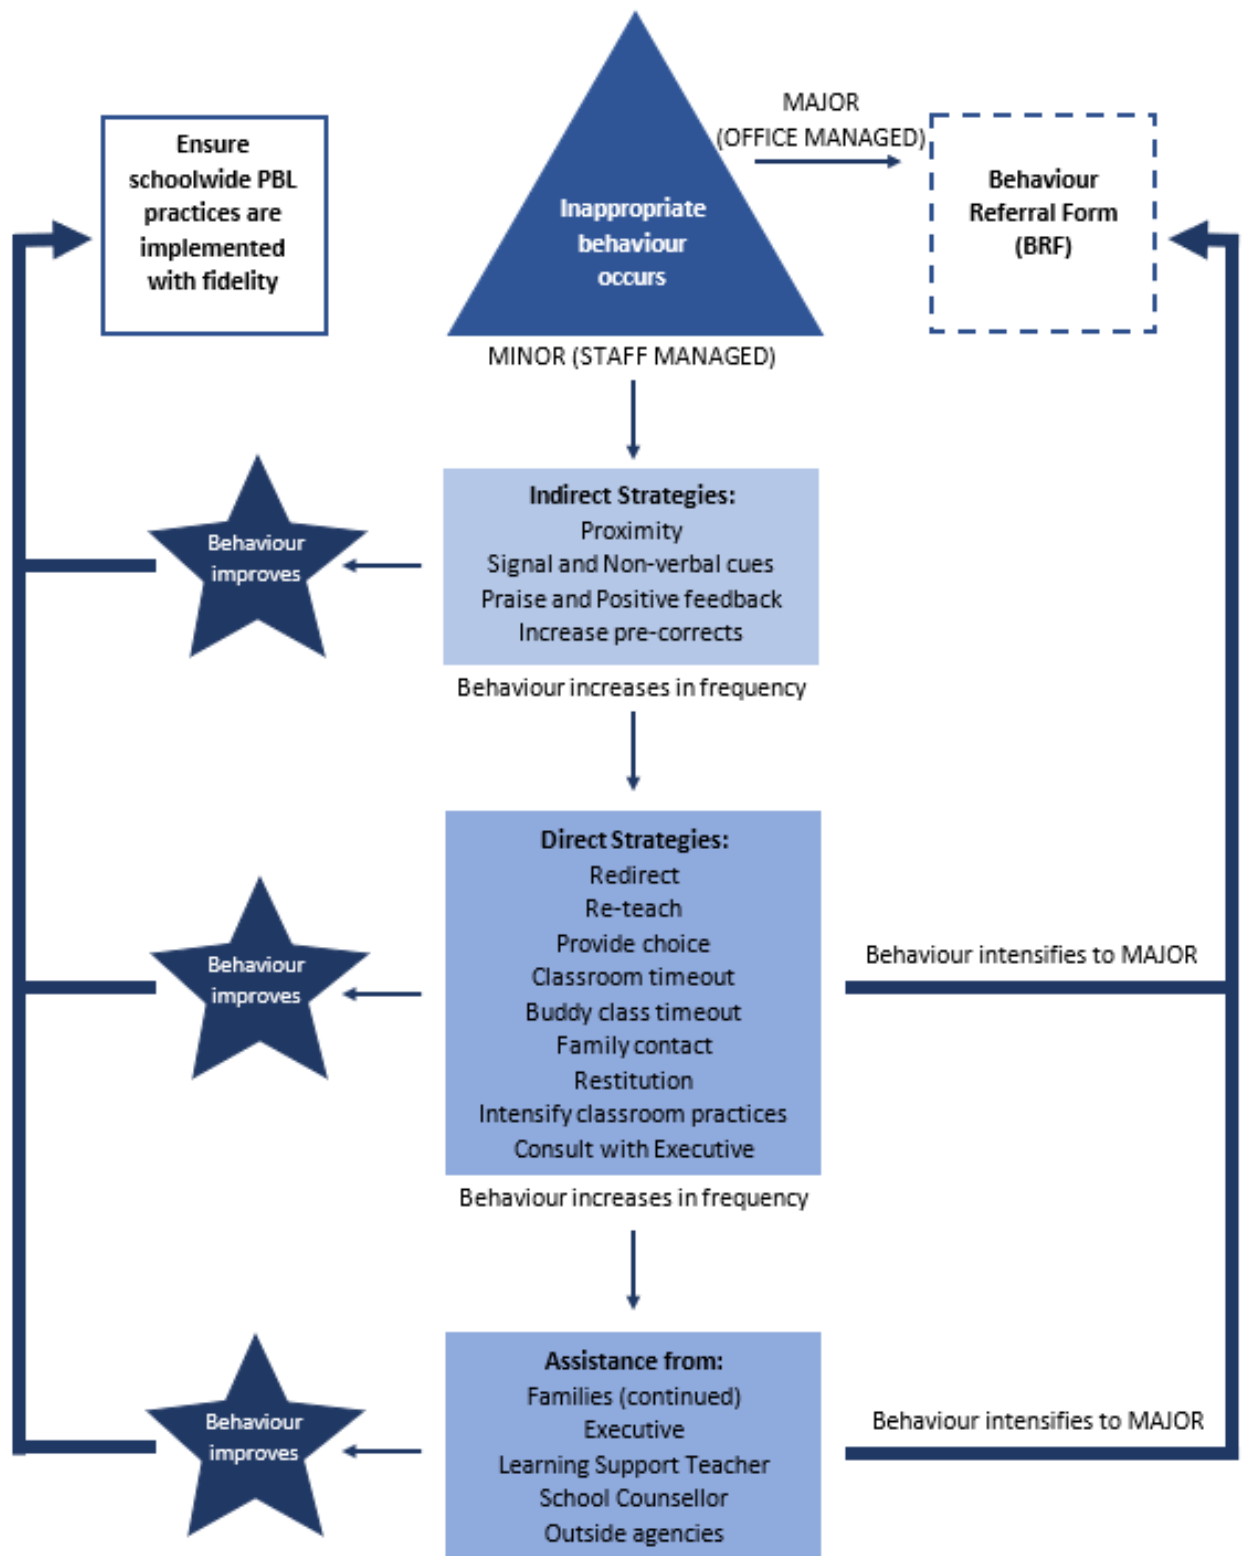 MAJOR
(OFFICE MANAGED)
Ensure
schoolwide PBL
practices are
implemented
with fidelity
Inappropriate
behaviour
occurs
Behaviour
Referral Form
(BRF)
MINOR (STAFF MANAGED)
Indirect Strategies:
Proximity
Signal and Non-verbal cues
Praise and Positive feedback
Increase pre-corrects
Behaviour
improves
Behaviour increases in frequency
Direct Strategies:
Redirect
Re-teach
Provide choice
Classroom timeout
Buddy class timeout
Family contact
Restitution
Intensify classroom practices
Consult with Executive
Behaviour
improves
Behaviour intensifies to MAJOR
Behaviour increases in frequency
Assistance from:
Families (continued)
Executive
Learning Support Teacher
School Counsellor
Outside agencies
Behaviour
improves
Behaviour intensifies to MAJOR